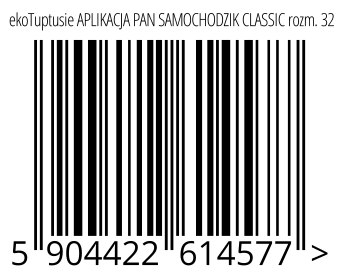 ekoTuptusie APLIKACJA PAN SAMOCHODZIK CLASSIC rozm. 32
5 904422 614577 >